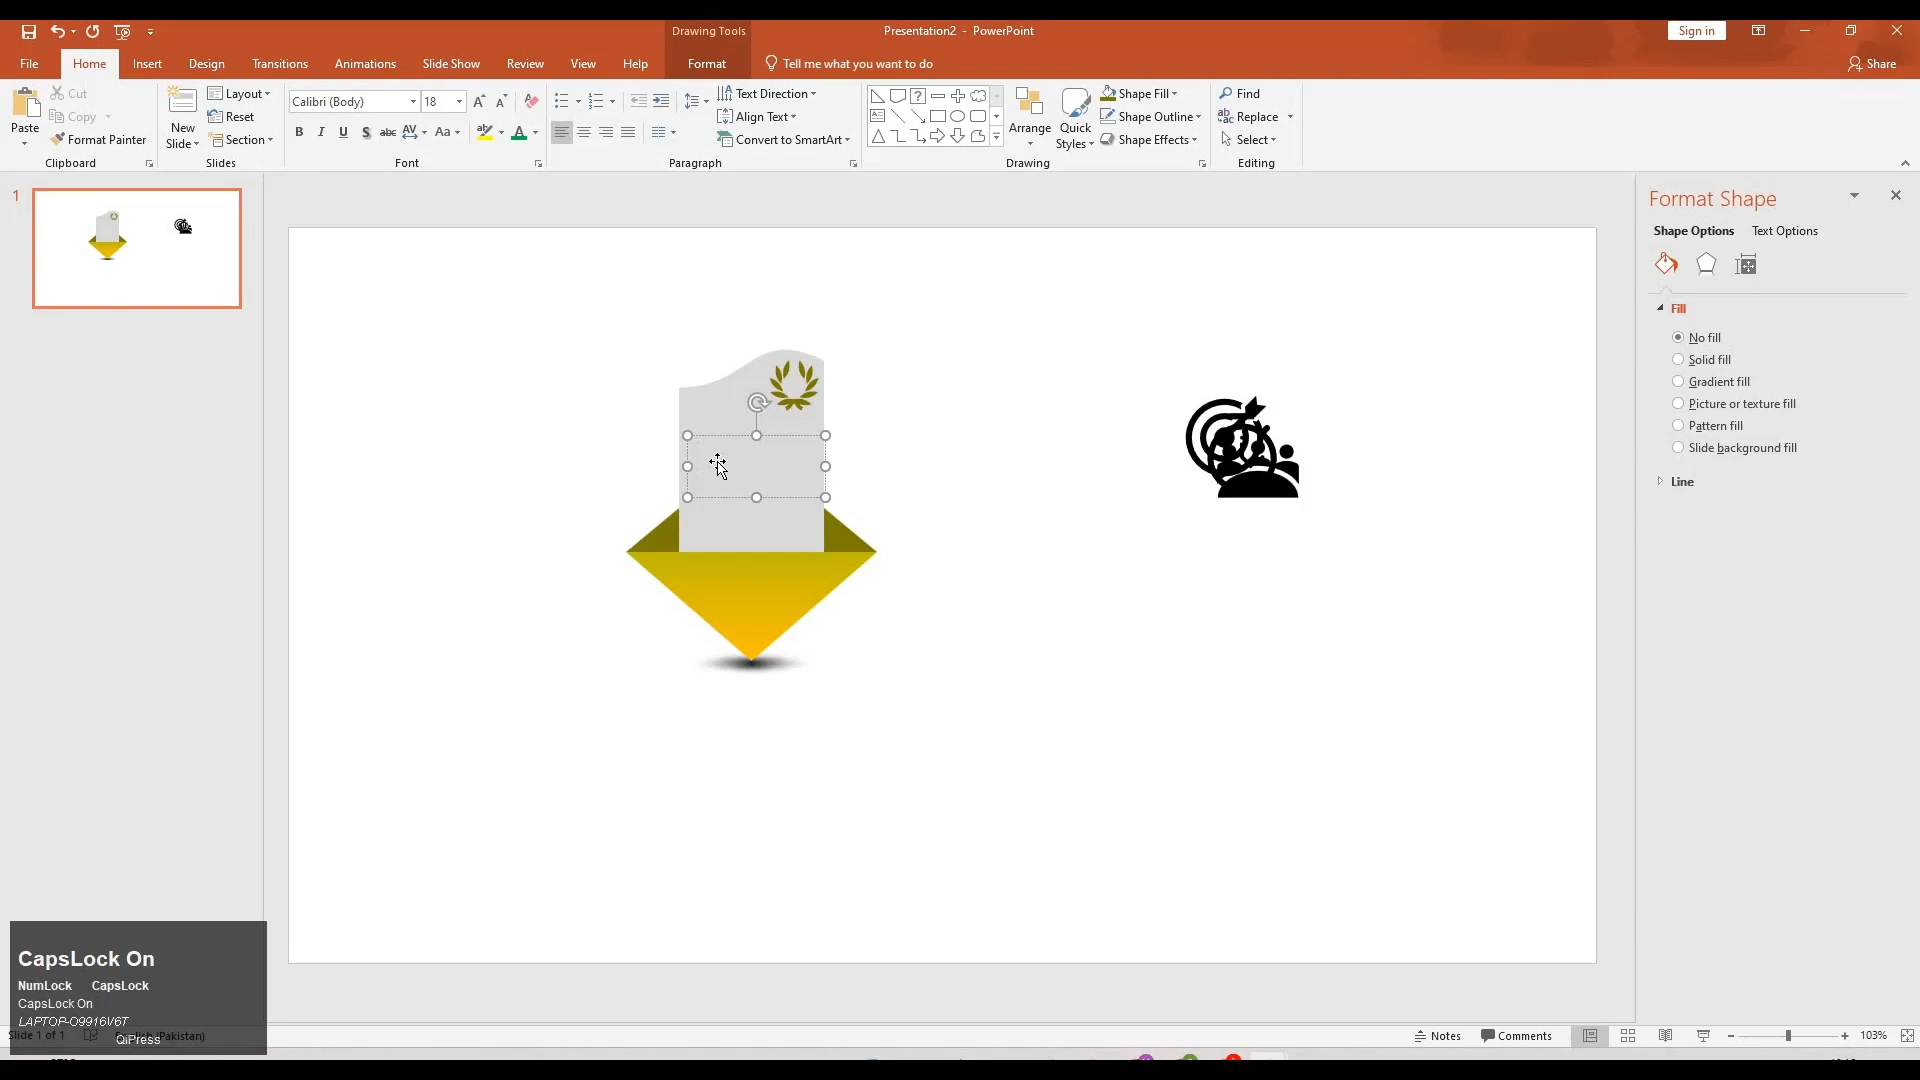 Drawing Tools
Presentation2 - PowerPoint
Sign in
File
Home
Insert
Design
Transitions
Animations
Slide Show
Review
View
Help
Format
Tell me what you want to do
Share
Paste
Cut
Copy
Format Painter
Clipboard
New
Slide
Layout
Reset
Section
Slides
Calibri (Body)
18
A A
B I U S abc AV Aa A
Font
Text Direction
Align Text
Convert to SmartArt
Paragraph
Arrange
Quick
Styles
Shape Fill
Shape Outline
Shape Effects
Drawing
Find
Replace
Select
Editing
1
Format Shape
Shape Options
Text Options
Fill
No fill
Solid fill
Gradient fill
Picture or texture fill
Pattern fill
Slide background fill
Line
CapsLock On
NumLock CapsLock
CapsLock On
LAPTOP-O9916V6T
Slide 1 of 1
English (Pakistan)
QiPress
Notes
Comments
103%